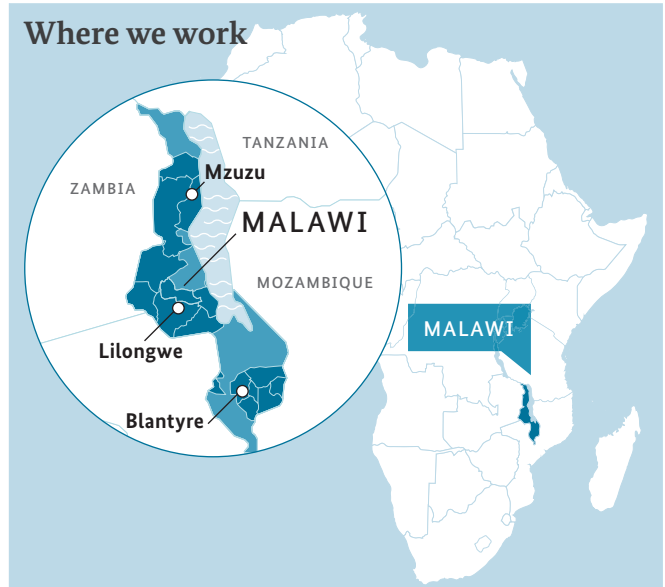 Where we work
TANZANIA
Mzuzu
ZAMBIA
MALAWI
MOZAMBIQUE
MALAWI
Lilongwe
Blantyre